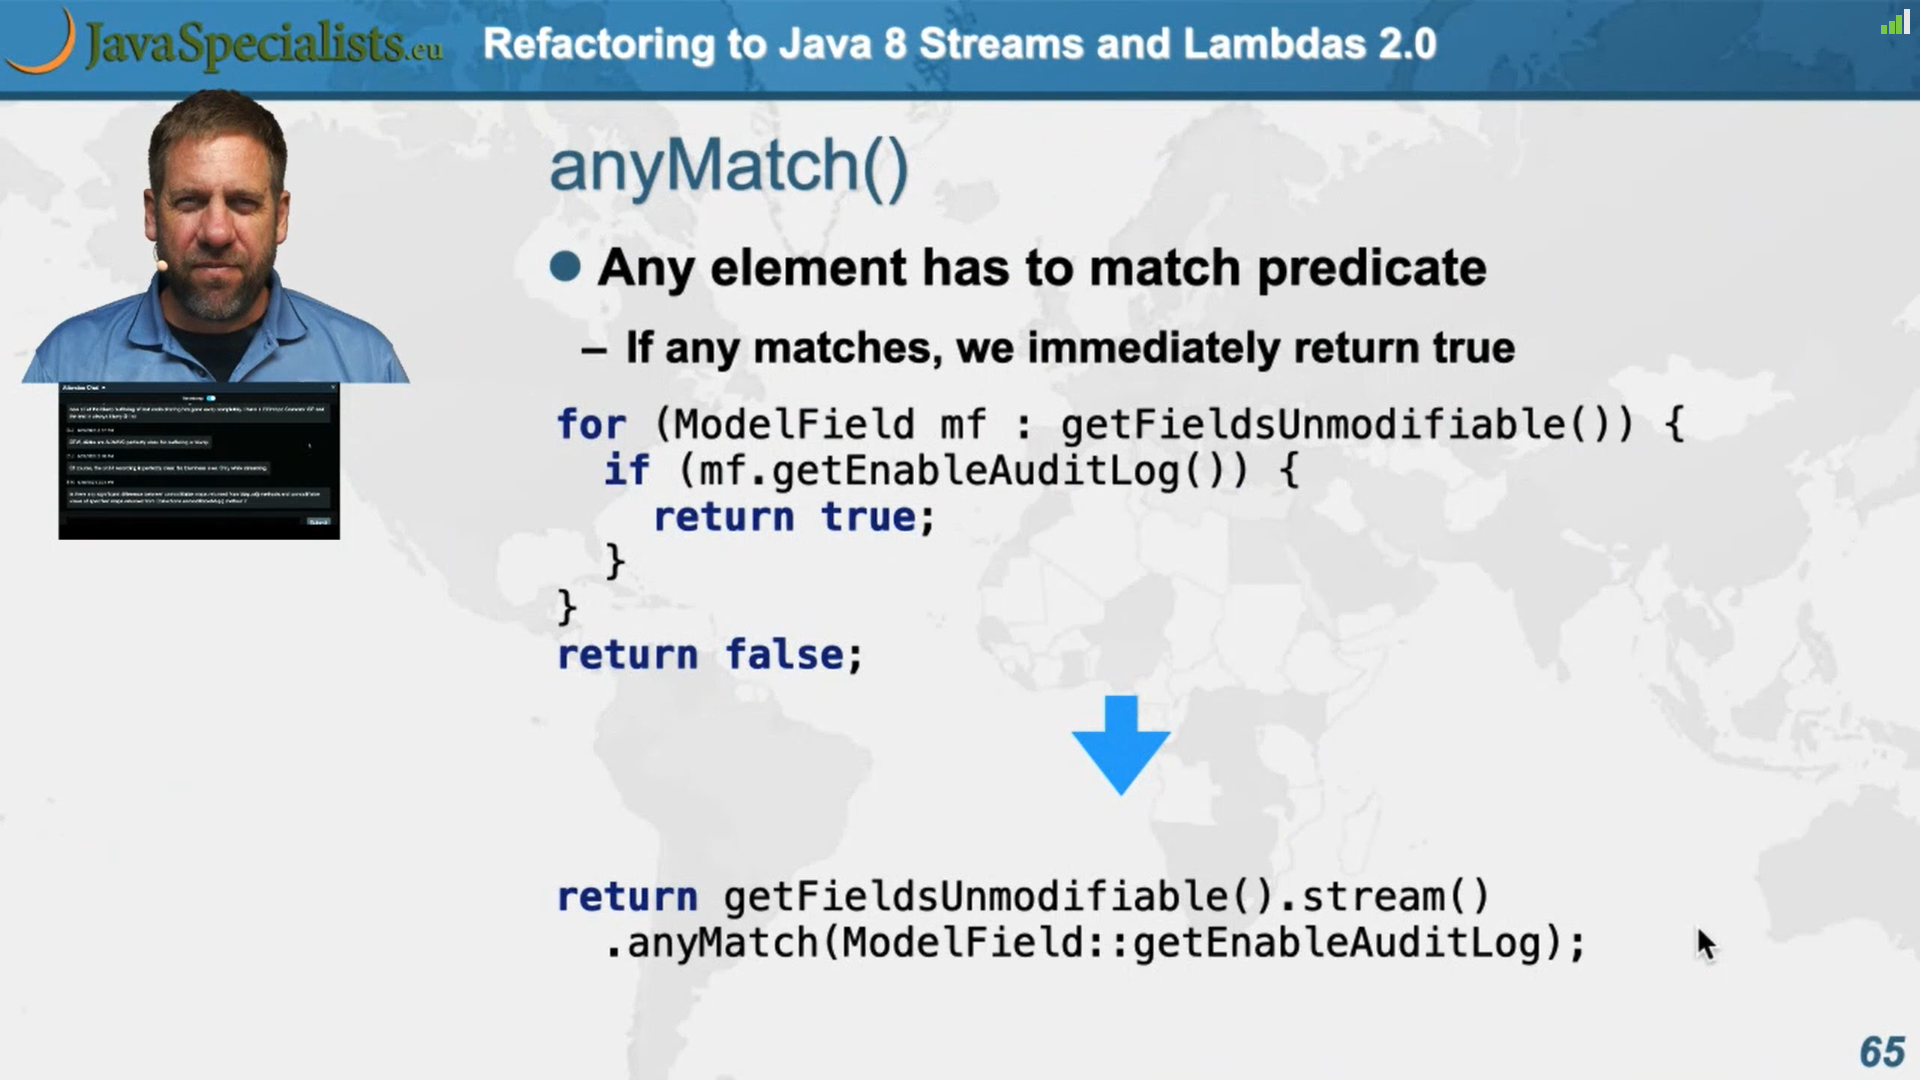 JavaSpecialists.eu
Refactoring to Java 8 Streams and Lambdas 2.0
anyMatch()
Any element has to match predicate
– If any matches, we immediately return true
for (ModelField mf : getFieldsUnmodifiable()) {
if (mf.getEnableAuditLog()) {
return true;
}
}
return false;
return getFieldsUnmodifiable().stream()
.anyMatch(ModelField::getEnableAuditLog);
65